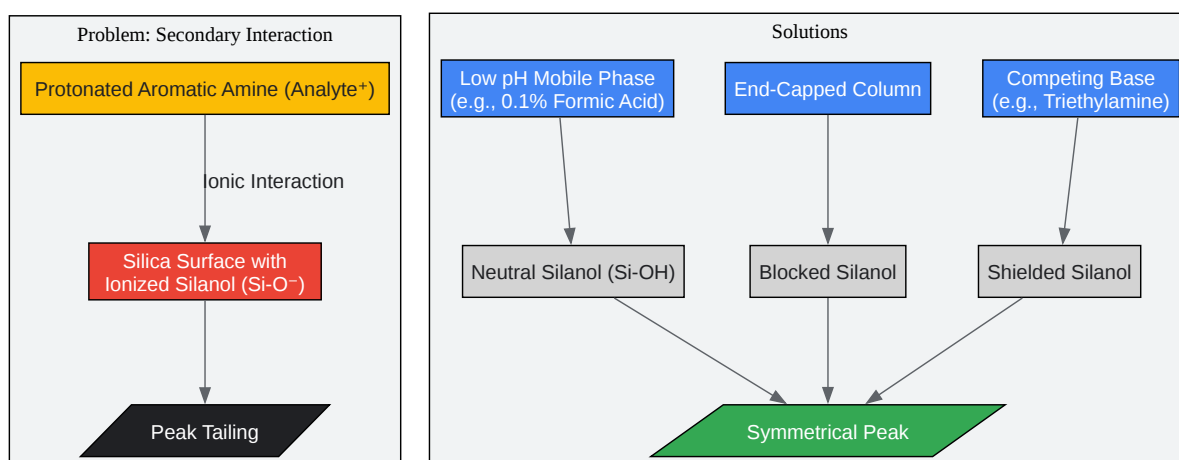 Problem: Secondary Interaction
Protonated Aromatic Amine (Analyte⁺)
Ionic Interaction
Silica Surface with
Ionized Silanol (Si-O⁻)
Peak Tailing
Solutions
Low pH Mobile Phase
(e.g., 0.1% Formic Acid)
End-Capped Column
Competing Base
(e.g., Triethylamine)
Neutral Silanol (Si-OH)
Blocked Silanol
Shielded Silanol
Symmetrical Peak